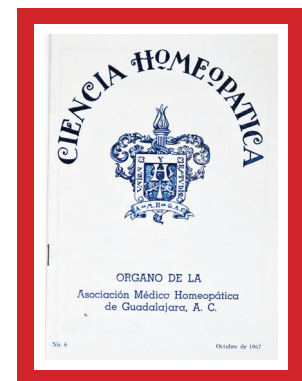 CIENCIA HOMEOPATICA
A.M.H.G.A.C.
ORGANO DE LA
Asociación Médica Homeopática
de Guadalajara, A. C.
No. 6
Octubre de 1967